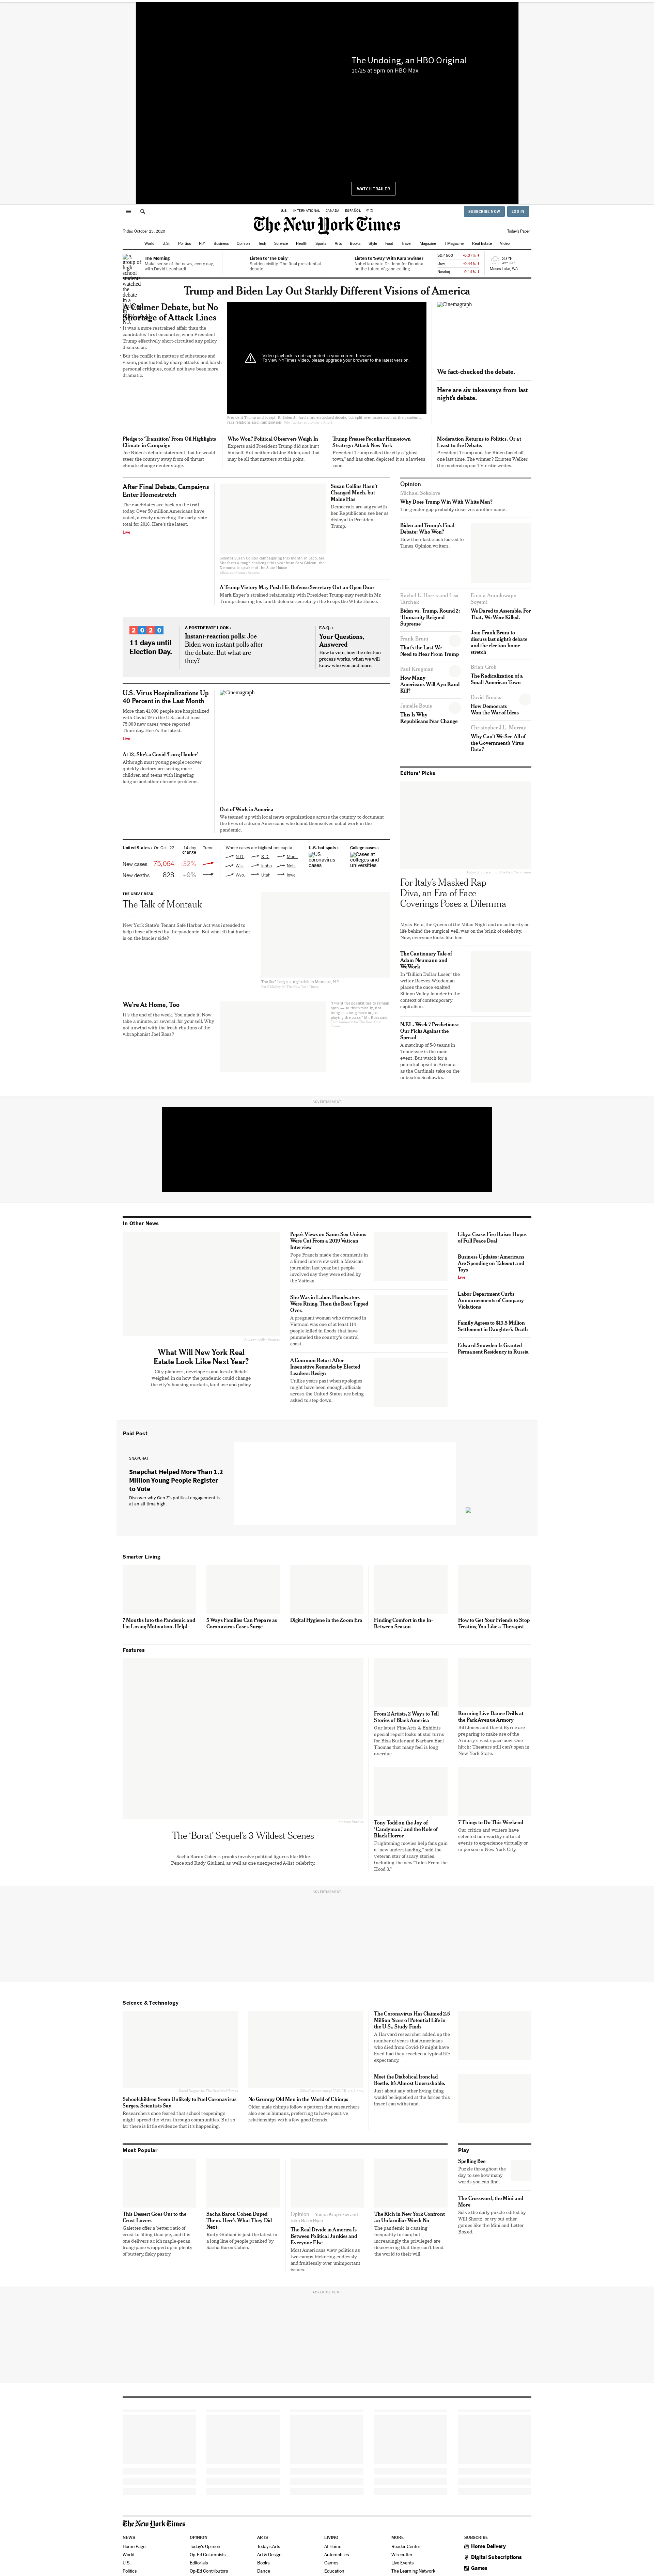 The Undoing, an HBO Original
10/25 at 9pm on HBO Max
WATCH TRAILER
U.S. INTERNATIONAL CANADA ESPAÑOL 中文
SUBSCRIBE NOW
LOG IN
The New York Times
Friday, October 23, 2020
Today's Paper
World U.S. Politics N.Y. Business Opinion Tech Science Health Sports Arts Books Style Food Travel Magazine T Magazine Real Estate Video
The Morning
Make sense of the news, every day, with David Leonhardt.
Listen to 'The Daily'
Cracking civility: The final presidential debate
Listen to 'Sway' With Kara Swisher
on the future of gene editing.
S&P 500
Dow
Nasdaq
37°F
Trump and Biden Lay Out Starkly Different Visions of America
A Calmer Debate, but No Shortage of Attack Lines
It was a more restrained affair than the candidates' first encounter, when President Trump effectively short-circuited any policy discussion.
But the conflict in matters of substance and vision, punctuated by sharp attacks and harsh personal critiques, could not have been more dramatic.
Video playback is not supported in your current browser.
To view NYTimes Video, please upgrade your browser to the latest version.
Cinemagraph
We fact-checked the debate.
Here are six takeaways from last night's debate.
Pledge to 'Transition' From Oil Highlights Climate in Campaign
Joe Biden's debate statement that he would steer the country away from oil thrust climate change center stage.
Who Won? Political Observers Weigh In
Experts said President Trump did not hurt himself. But neither did Joe Biden, and that may be all that matters at this point.
Trump Presses Peculiar Hometown Strategy: Attack New York
President Trump called the city a "ghost town," and has often depicted it as a lawless zone.
Moderation Returns to Politics. Or at Least to the Debate.
President Trump and Joe Biden faced off one last time. The winner? Kristen Welker, the moderator, our TV critic writes.
After Final Debate, Campaigns Enter Homestretch
The candidates are back on the trail today. Over 50 million Americans have voted, already exceeding the early-vote total for 2016. Here's the latest.
Live
Susan Collins Hasn't Changed Much, but Maine Has
Democrats are angry with her. Republicans see her as disloyal to President Trump.
A Trump Victory May Push His Defense Secretary Out an Open Door
Mark Esper's strained relationship with President Trump may result in Mr. Trump choosing his fourth defense secretary if he keeps the White House.
2020
11 days until Election Day.
A POSTDEBATE LOOK ›
Instant-reaction polls: Joe Biden won instant polls after the debate. But what are they?
F.A.Q. ›
Your Questions, Answered
How to vote, how the election process works, when we will know who won and more.
U.S. Virus Hospitalizations Up 40 Percent in the Last Month
More than 41,000 people are hospitalized with Covid-19 in the U.S., and at least 75,000 new cases were reported Thursday. Here's the latest.
Live
At 12, She's a Covid 'Long Hauler'
Although most young people recover quickly, doctors are seeing more children and teens with lingering fatigue and other chronic problems.
Cinemagraph
Out of Work in America
We teamed up with local news organizations across the country to document the lives of a dozen Americans who found themselves out of work in the pandemic.
United States › On Oct. 22 14-day change Trend
New cases 75,064 +32%
New deaths 828 +9%
Where cases are highest per capita
N.D. S.D. Mont.
Wis. Idaho Neb.
Wyo. Utah Iowa
U.S. hot spots ›
US coronavirus cases
College cases ›
Cases at colleges and universities
THE GREAT READ
The Talk of Montauk
New York State's Tenant Safe Harbor Act was intended to help those affected by the pandemic. But what if that harbor is on the fancier side?
We're At Home, Too
It's the end of the week. You made it. Now take a minute, or several, for yourself. Why not unwind with the fresh rhythms of the vibraphonist Joel Ross?
Opinion
Michael Sokolove
Why Does Trump Win With White Men?
The gender gap probably deserves another name.
Biden and Trump's Final Debate: Who Won?
How their last clash looked to Times Opinion writers.
Biden vs. Trump, Round 2: 'Humanity Reigned Supreme'
We Dared to Assemble. For That, We Were Killed.
Join Frank Bruni to discuss last night's debate and the election home stretch
Frank Bruni
That's the Last We Need to Hear From Trump
Brian Groh
The Radicalization of a Small American Town
Paul Krugman
How Many Americans Will Ayn Rand Kill?
David Brooks
How Democrats Won the War of Ideas
Jamelle Bouie
This Is Why Republicans Fear Change
Christopher J.L. Murray
Why Can't We See All of the Government's Virus Data?
Editors' Picks
For Italy's Masked Rap Diva, an Era of Face Coverings Poses a Dilemma
Myss Keta, the Queen of the Milan Night and an authority on life behind the surgical veil, was on the brink of celebrity. Now, everyone looks like her.
The Cautionary Tale of Adam Neumann and WeWork
In "Billion Dollar Loser," the writer Reeves Wiedeman places the once exalted Silicon Valley founder in the context of contemporary capitalism.
N.F.L. Week 7 Predictions: Our Picks Against the Spread
A matchup of 5-0 teams in Tennessee is the main event. But watch for a potential upset in Arizona as the Cardinals take on the unbeaten Seahawks.
ADVERTISEMENT
In Other News
What Will New York Real Estate Look Like Next Year?
City planners, developers and local officials weighed in on how the pandemic could change the city's housing markets, land use and policy.
Pope's Views on Same-Sex Unions Were Cut From a 2019 Vatican Interview
Pope Francis made the comments in a filmed interview with a Mexican journalist last year, but people involved say they were edited by the Vatican.
She Was in Labor. Floodwaters Were Rising. Then the Boat Tipped Over.
A pregnant woman who drowned in Vietnam was one of at least 114 people killed in floods that have pummeled the country's central coast.
A Common Retort After Insensitive Remarks by Elected Leaders: Resign
Unlike years past when apologies might have been enough, officials across the United States are being asked to step down.
Libya Cease-Fire Raises Hopes of Full Peace Deal
Business Updates: Americans Are Spending on Takeout and Toys
Live
Labor Department Curbs Announcements of Company Violations
Family Agrees to $13.5 Million Settlement in Daughter's Death
Edward Snowden Is Granted Permanent Residency in Russia
Paid Post
SNAPCHAT
Snapchat Helped More Than 1.2 Million Young People Register to Vote
Discover why Gen Z's political engagement is at an all-time high.
Smarter Living
7 Months Into the Pandemic and I'm Losing Motivation. Help!
5 Ways Families Can Prepare as Coronavirus Cases Surge
Digital Hygiene in the Zoom Era
Finding Comfort in the In-Between Season
How to Get Your Friends to Stop Treating You Like a Therapist
Features
The 'Borat' Sequel's 3 Wildest Scenes
Sacha Baron Cohen's pranks involve political figures like Mike Pence and Rudy Giuliani, as well as one unexpected act of celebrity.
From 2 Artists, 2 Ways to Tell Stories of Black America
Our latest Fine Arts & Exhibits special report looks at star turns for Bisa Butler and Barbara Earl Thomas that many feel is long overdue.
Running Live Dance Drills at the Park Avenue Armory
Bill Jones and David Byrne are preparing to make use of the Armory's vast space now. One hitch: Theaters still can't open in New York State.
Tony Todd on the Joy of 'Candyman,' and the Role of Black Horror
Frightening movies help fans gain a "new understanding," said the veteran star of scary stories, including the new "Tales From the Hood 3."
7 Things to Do This Weekend
Our critics and writers have selected noteworthy cultural events to experience virtually or in person in New York City.
ADVERTISEMENT
Science & Technology
Schoolchildren Seem Unlikely to Fuel Coronavirus Surges, Scientists Say
Researchers once feared that school reopenings might spread the virus through communities. But so far there is little evidence that it's happening.
No Grumpy Old Men in the World of Chimps
Older male chimps follow a pattern that researchers also see in humans, preferring to have positive relationships with a few good friends.
The Coronavirus Has Claimed 2.5 Million Years of Potential Life in the U.S., Study Finds
A Harvard researcher added up the number of years that Americans who died from Covid-19 might have lived had they reached a typical life expectancy.
Meet the Diabolical Ironclad Beetle. It's Almost Uncrushable.
Just about any other living thing would be liquefied at the forces this insect can withstand.
Most Popular
This Dessert Goes Out to the Crust Lovers
Galettes offer a better ratio of crust to filling than pie, and this one delivers a rich maple-pecan frangipane wrapped up in plenty of buttery, flaky pastry.
Sacha Baron Cohen Duped Them. Here's What They Did Next.
Rudy Giuliani is just the latest in a long line of people pranked by Sacha Baron Cohen.
Opinion
The Real Divide in America Is Between Political Junkies and Everyone Else
Most Americans view politics as two camps bickering endlessly and fruitlessly over unimportant issues.
The Rich in New York Confront an Unfamiliar Word: No
The pandemic is causing inequality to soar, but increasingly the privileged are discovering that they can't bend the world to their will.
Play
Spelling Bee
Puzzle throughout the day to see how many words you can find.
The Crossword, the Mini and More
Solve the daily puzzle edited by Will Shortz, or try out other games like the Mini and Letter Boxed.
ADVERTISEMENT
The New York Times
NEWS OPINION ARTS LIVING MORE SUBSCRIBE
Home Page Today's Opinion Today's Arts At Home Reader Center Home Delivery
World Op-Ed Columnists Art & Design Automobiles Wirecutter
U.S. Editorials Books Games Live Events Digital Subscriptions
Politics Op-Ed Contributors Dance Education The Learning Network Games